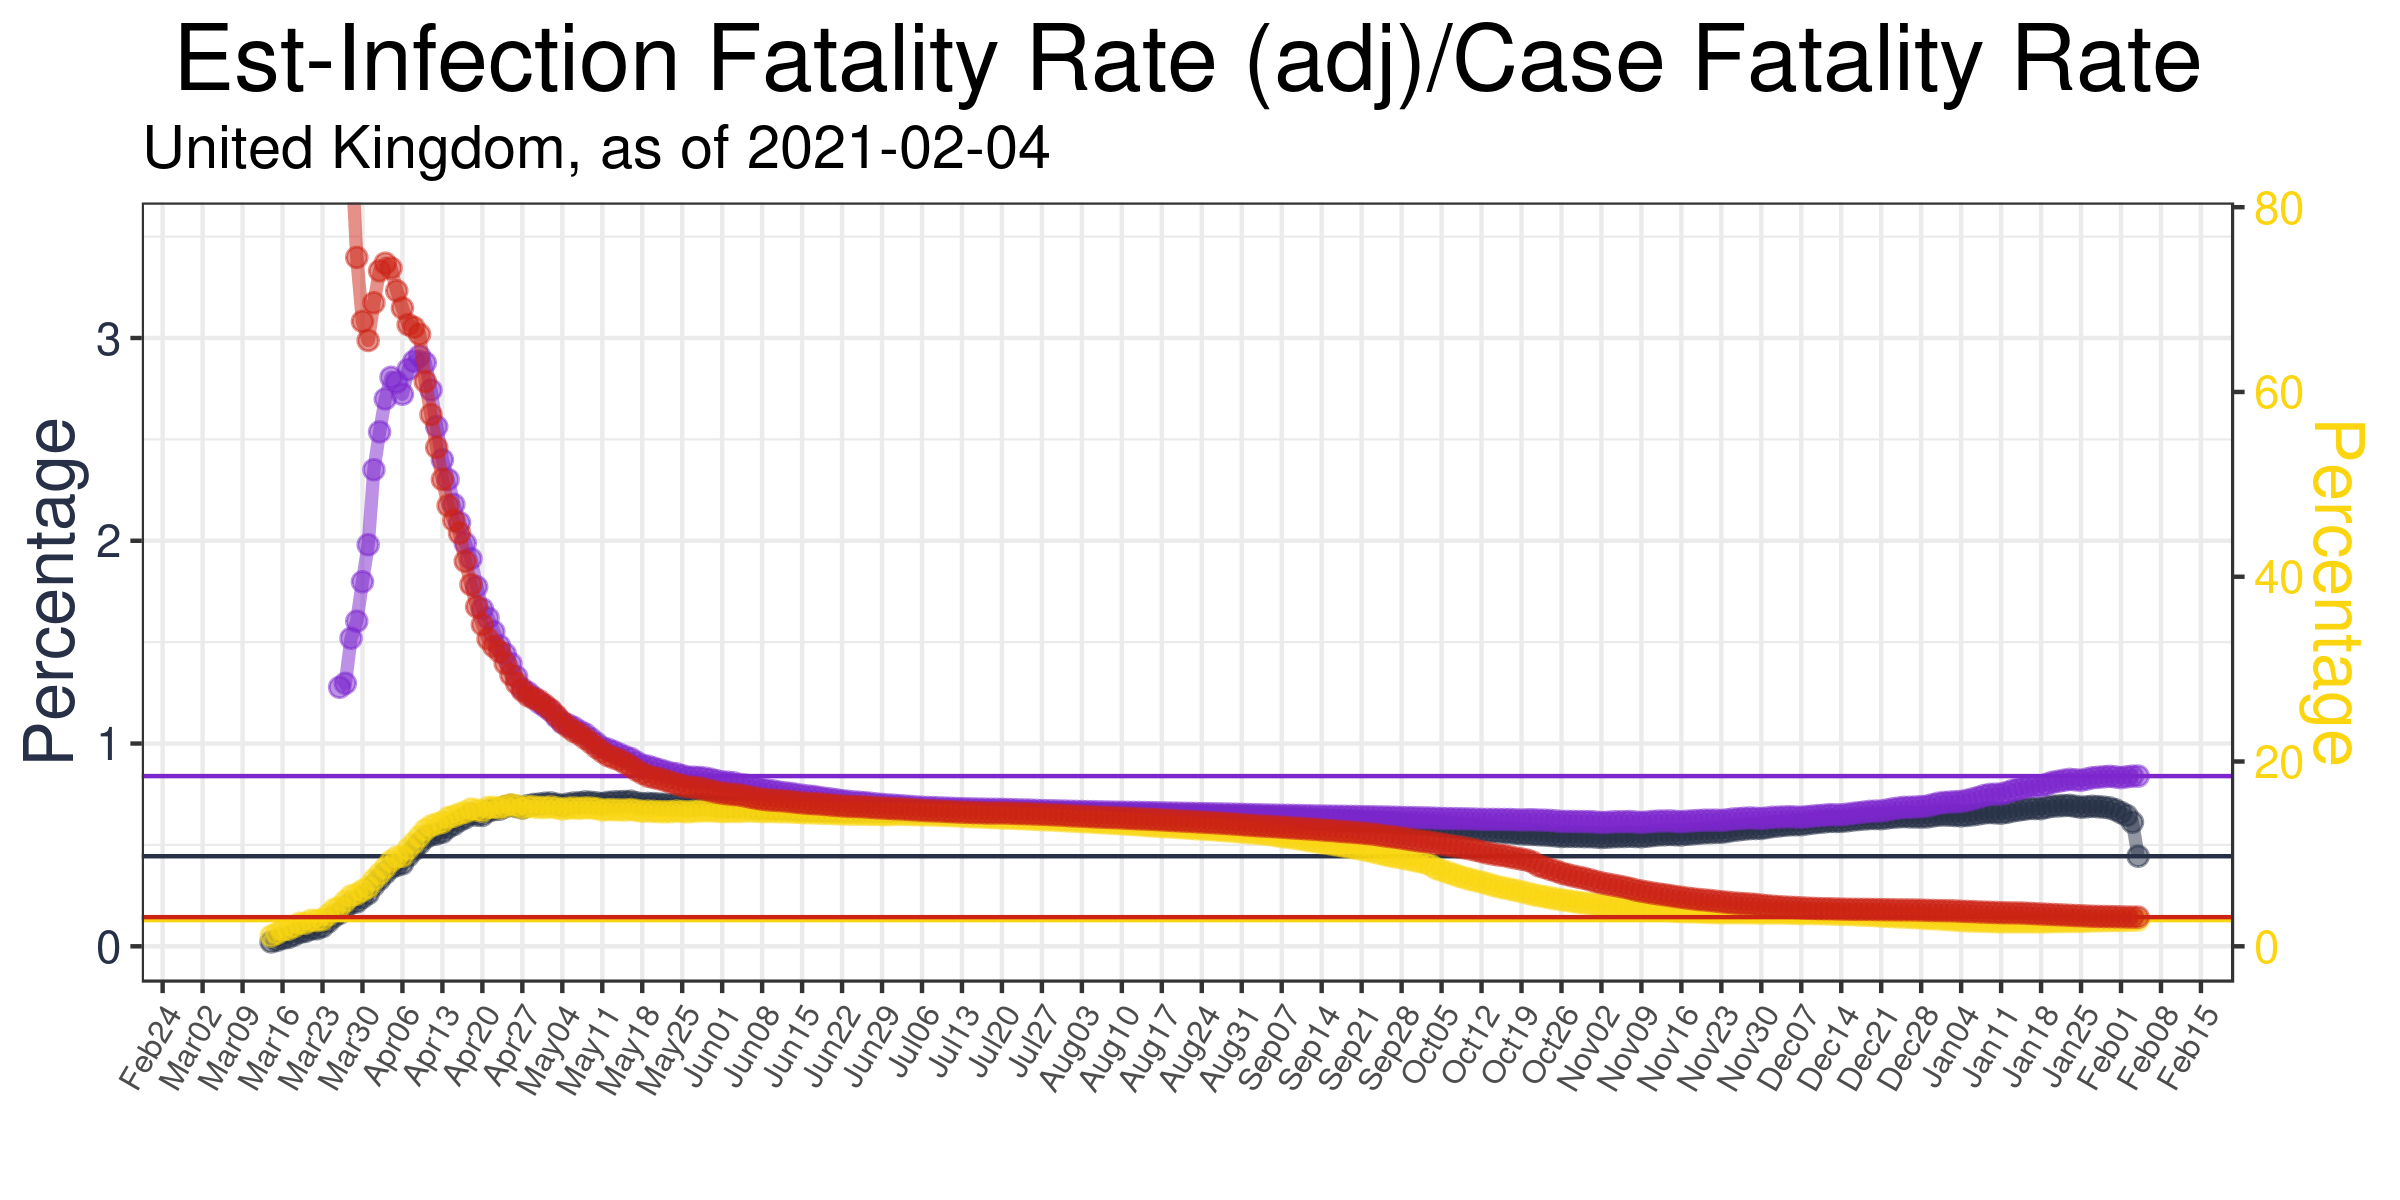 Est-Infection Fatality Rate (adj)/Case Fatality Rate
United Kingdom, as of 2021-02-04
Percentage
3
2
1
0
80
60
40
20
0
Percentage
Feb24
Mar02
Mar09
Mar16
Mar23
Mar30
Apr06
Apr13
Apr20
Apr27
May04
May11
May18
May25
Jun01
Jun08
Jun15
Jun22
Jun29
Jul06
Jul13
Jul20
Jul27
Aug03
Aug10
Aug17
Aug24
Aug31
Sep07
Sep14
Sep21
Sep28
Oct05
Oct12
Oct19
Oct26
Nov02
Nov09
Nov16
Nov23
Nov30
Dec07
Dec14
Dec21
Dec28
Jan04
Jan11
Jan18
Jan25
Feb01
Feb08
Feb15